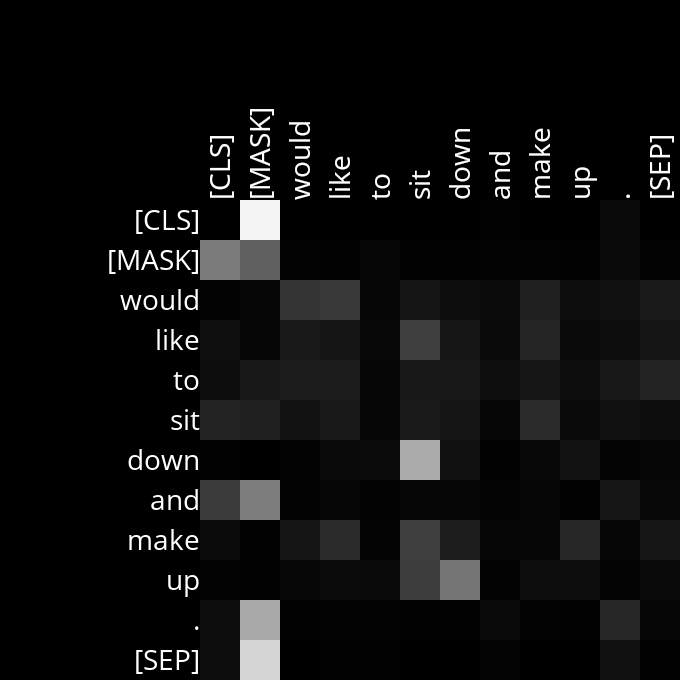 [CLS] [MASK] would like to sit down and make up . [SEP]
[CLS]
[MASK]
would
like
to
sit
down
and
make
up
.
[SEP]